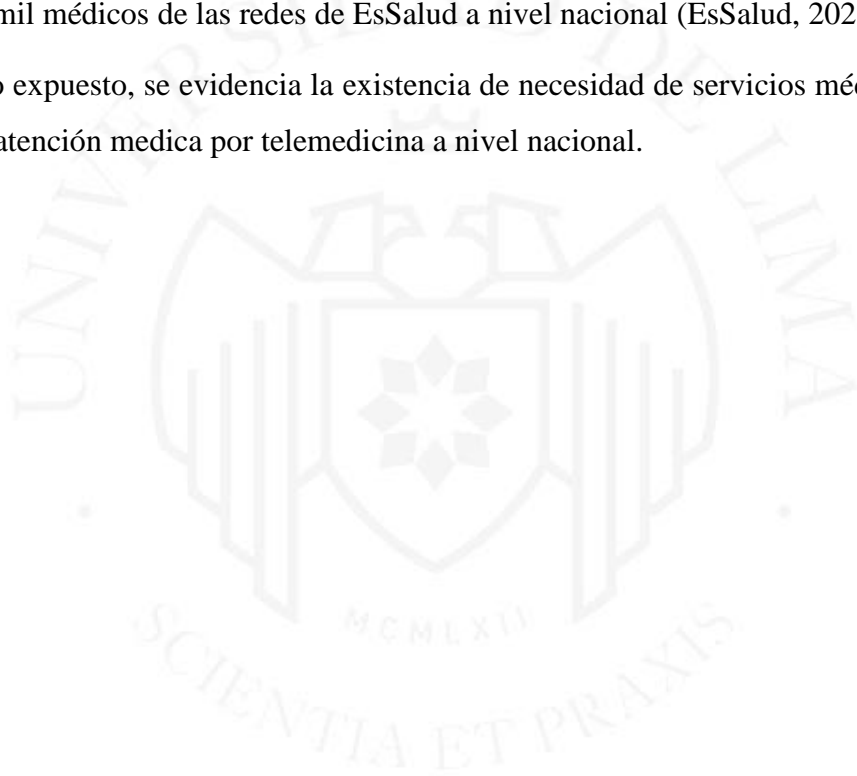 mil médicos de las redes de EsSalud a nivel nacional (EsSalud, 202
o expuesto, se evidencia la existencia de necesidad de servicios méd
atención medica por telemedicina a nivel nacional.
UNIVERSIDAD DE LIMA
MCMLXII
SCIENTIA ET PRAXIS